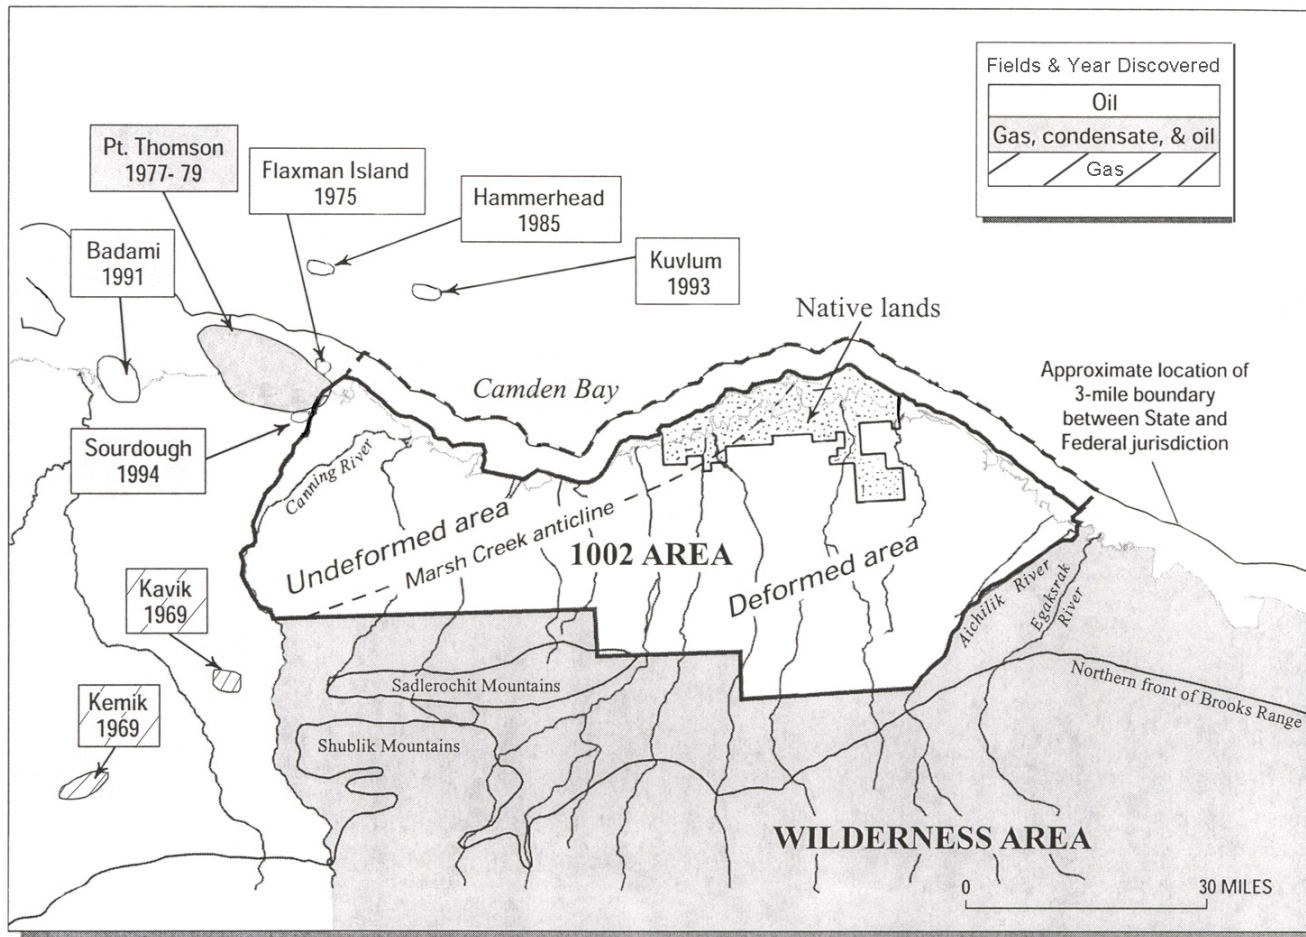 Fields & Year Discovered
Oil
Gas, condensate, & oil
Gas
Pt. Thomson
1977- 79
Flaxman Island
1975
Hammerhead
1985
Badami
1991
Kuvlum
1993
Native lands
Camden Bay
Approximate location of
3-mile boundary
between State and
Federal jurisdiction
Sourdough
1994
Canning River
Undeformed area
Marsh Creek anticline
1002 AREA
Deformed area
Aichilik River
Egaksrak
River
Kavik
1969
Kemik
1969
Sadlerochit Mountains
Shublik Mountains
Northern front of Brooks Range
WILDERNESS AREA
0
30 MILES